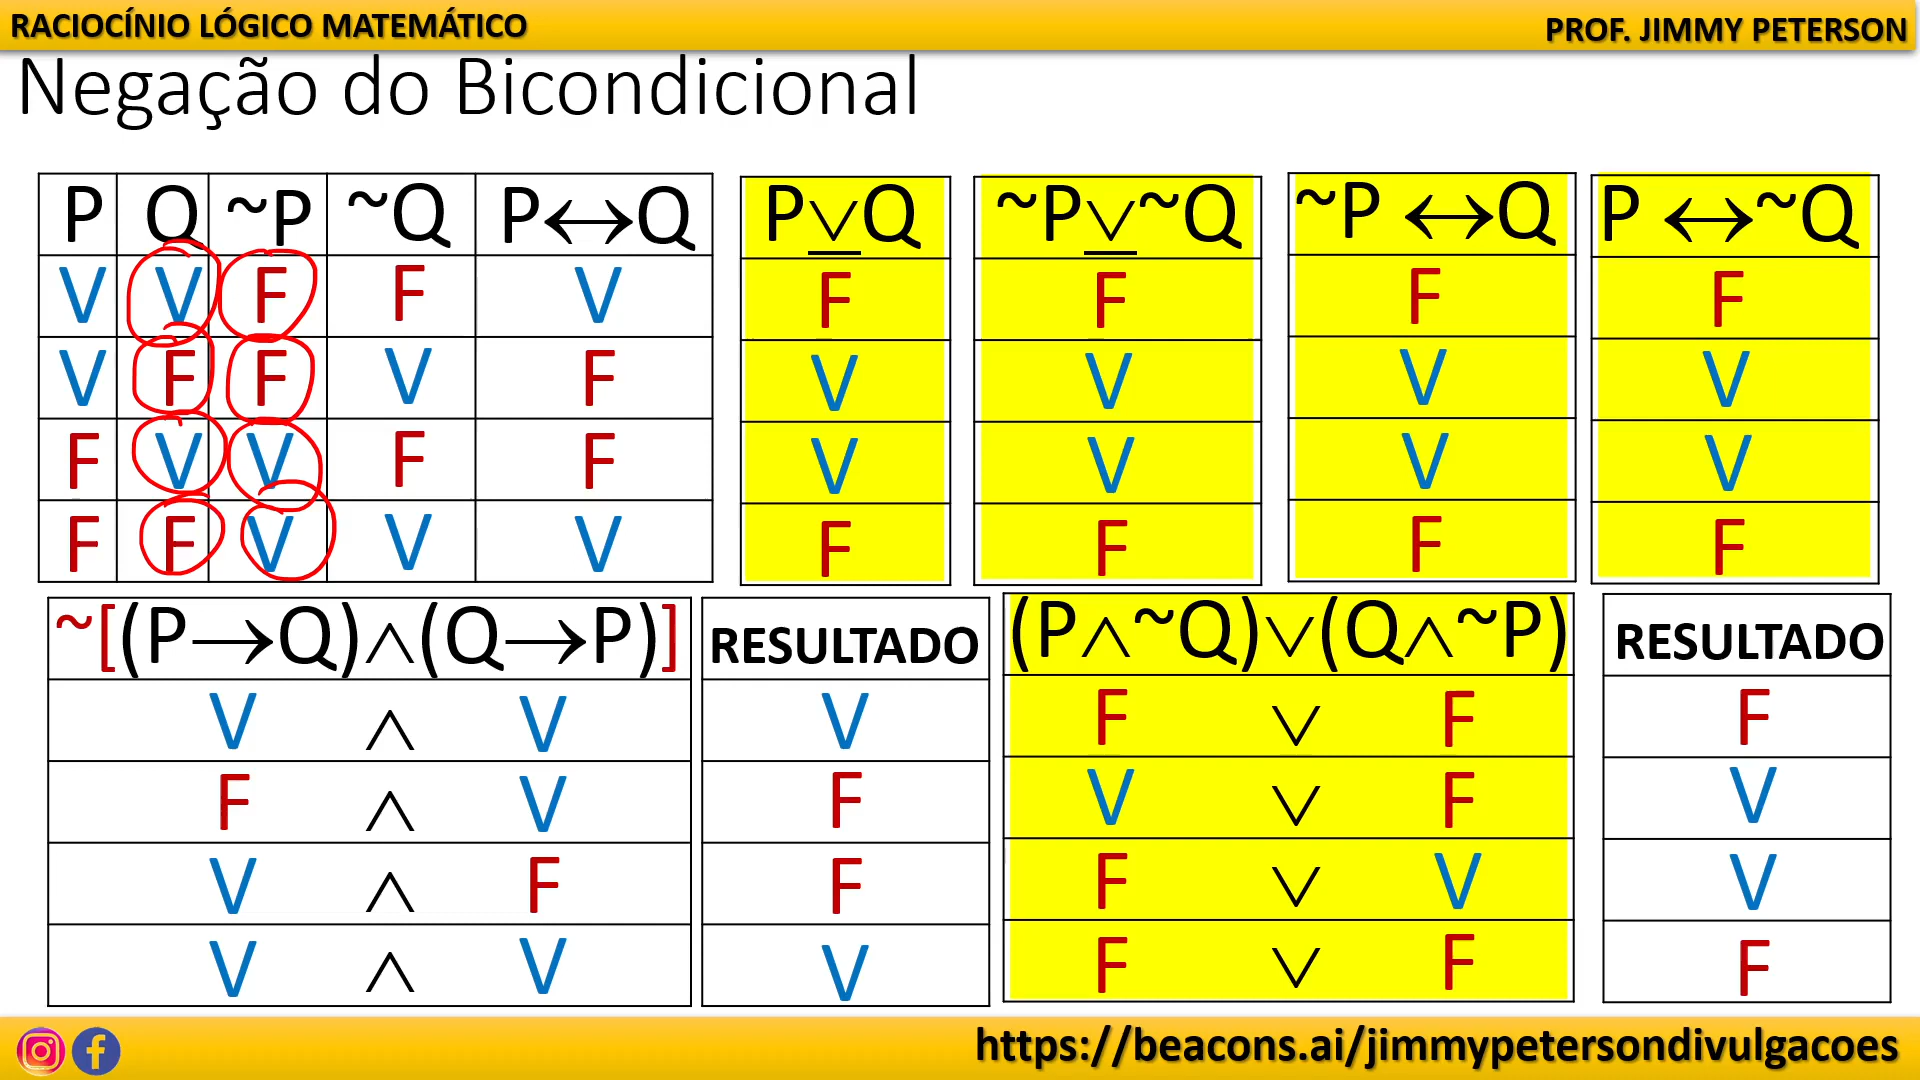 RACIOCÍNIO LÓGICO MATEMÁTICO PROF. JIMMY PETERSON
Negação do Bicondicional
P Q ~P ~Q P↔Q P⊻Q ~P⊻~Q ~P ↔Q P ↔~Q
V V F F V F F F F
V F F V F V V V V
F V V F F V V V V
F F V V V F F F F
~[(P→Q)∧(Q→P)] RESULTADO (P∧~Q)∨(Q∧~P) RESULTADO
V ∧ V V F ∨ F F
F ∧ V F V ∨ F V
V ∧ F F F ∨ V V
V ∧ V V F ∨ F F
https://beacons.ai/jimmypetersondivulgacoes